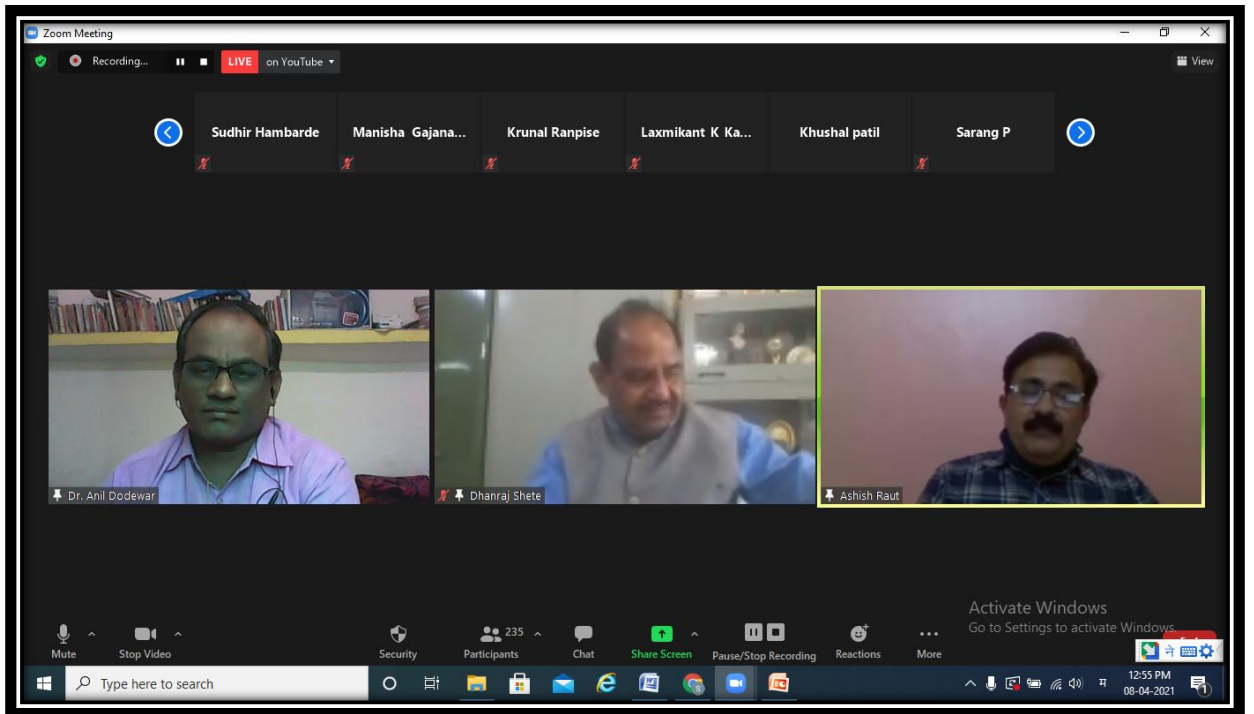 Zoom Meeting
Recording...
LIVE on YouTube
View
Sudhir Hambarde
Manisha Gajana...
Krunal Ranpise
Laxmikant K Ka...
Khushal patil
Sarang P
Dr. Anil Dodewar
Dhanraj Shete
Ashish Raut
Activate Windows
Go to Settings to activate Windows.
Mute
Stop Video
Security
235
Participants
Chat
Share Screen
Pause/Stop Recording
Reactions
More
ने
Type here to search
म
12:55 PM
08-04-2021
1